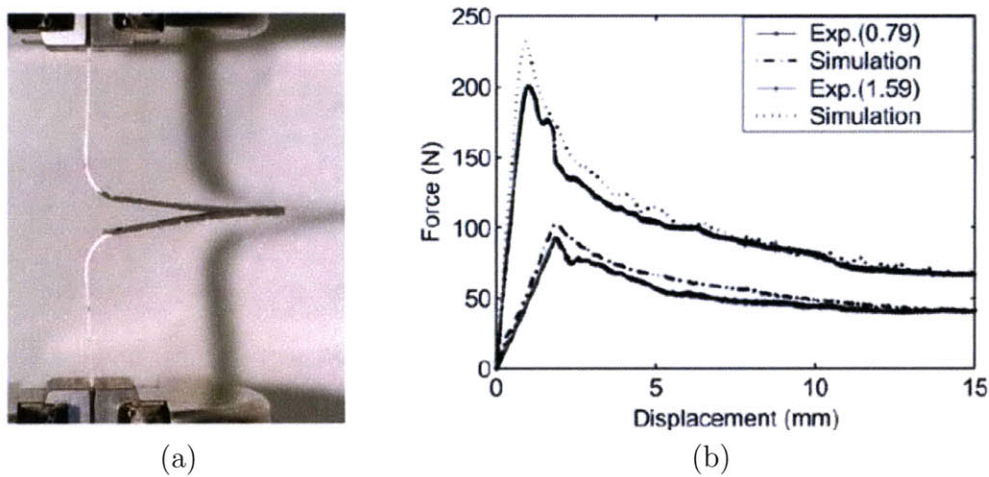 250
200
150
100
50
0
Force (N)
Exp.(0.79)
Simulation
Exp.(1.59)
Simulation
0 5 10 15
Displacement (mm)
(a) (b)